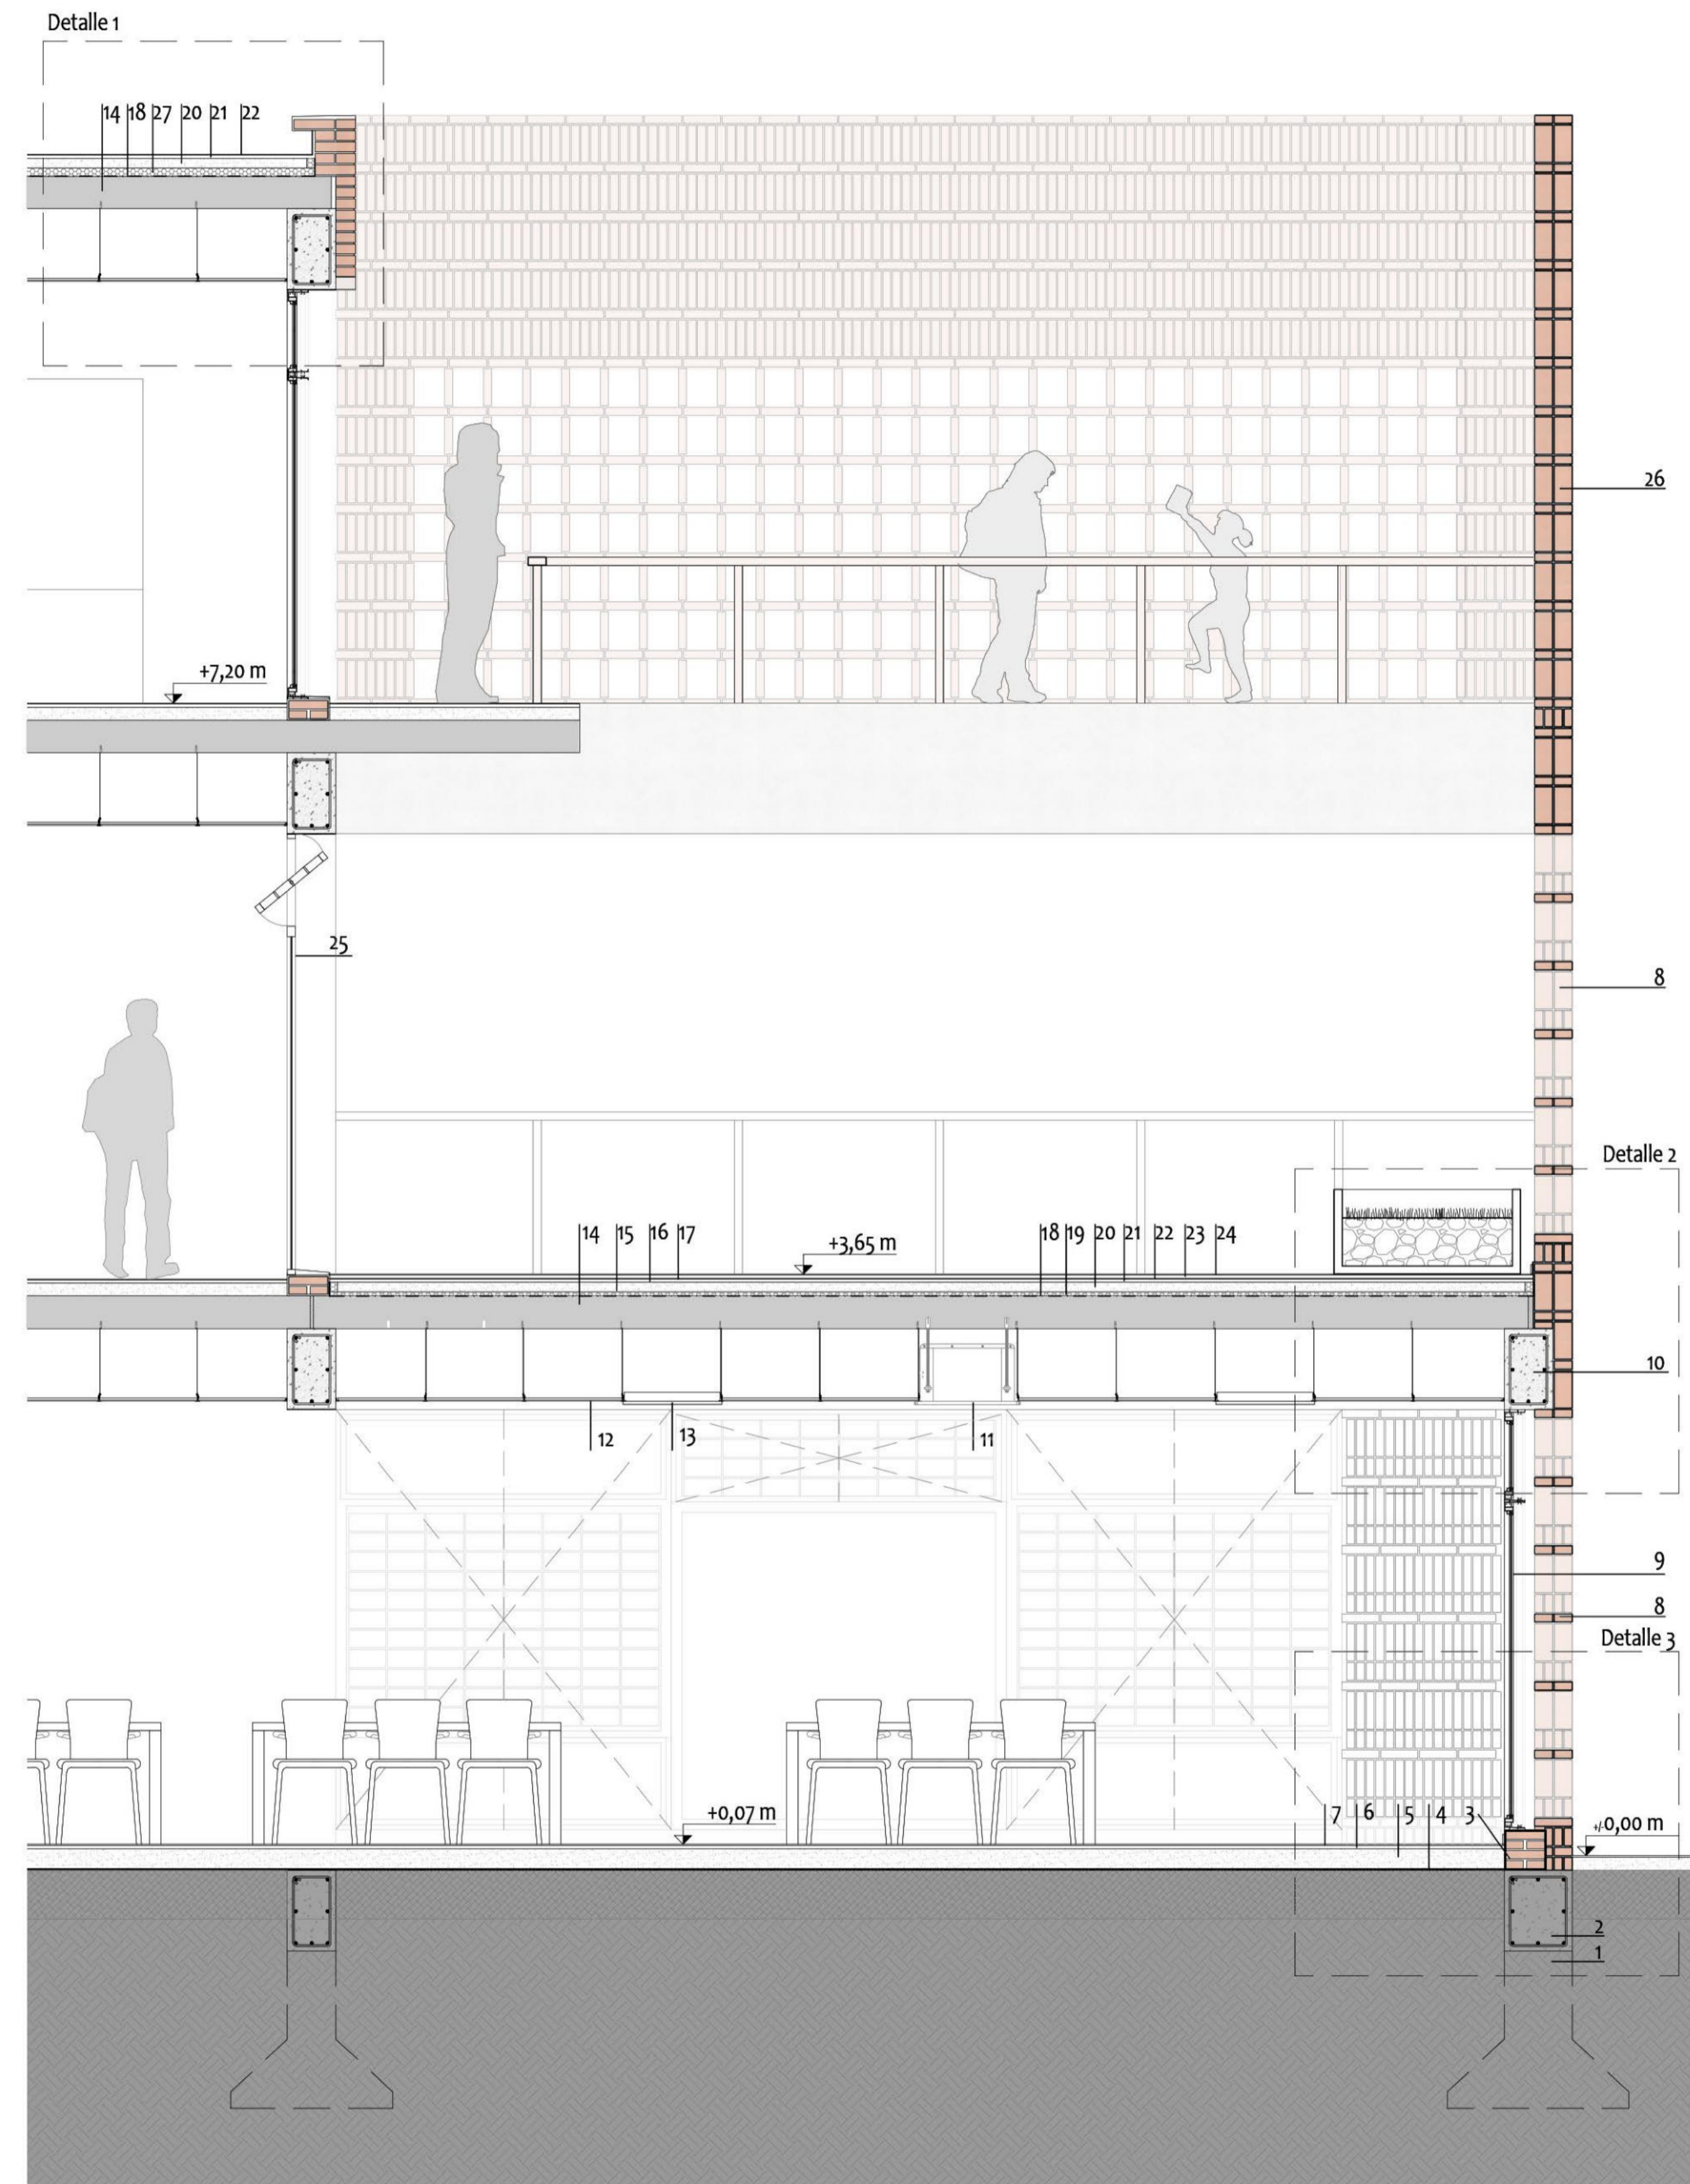 Detalle 1
14 18 27 20 21 22
26
+7,20 m
25
8
Detalle 2
14 15 16 17 +3,65 m 18 19 20 21 22 23 24
10
12 13 11
9
8
Detalle 3
+0,07 m 7 6 5 4 3 +/-0,00 m
2
1